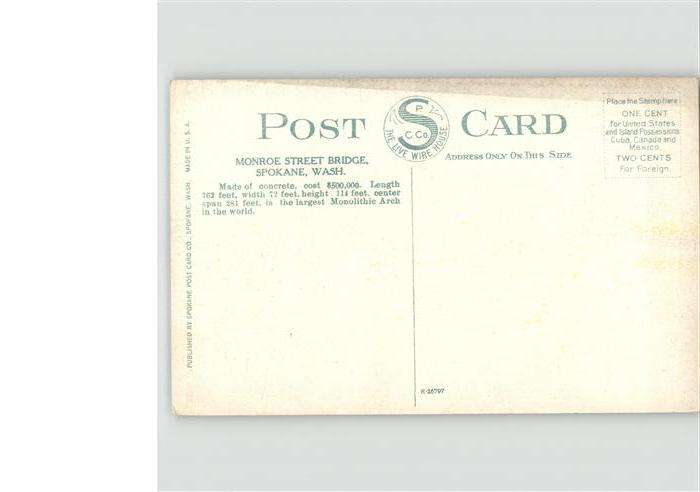 POST CARD
S P C. Co.
THE LIVE WIRE HOUSE
ADDRESS ONLY ON THIS SIDE
Place the Stamp here
ONE CENT
for United States
and Island Possessions
Cuba, Canada and
Mexico.
TWO CENTS
For Foreign.
MONROE STREET BRIDGE,
SPOKANE, WASH.
Made of concrete, cost $500,000. Length
762 feet, width 72 feet, height 114 feet, center
span 281 feet, is the largest Monolithic Arch
in the world.
PUBLISHED BY SPOKANE POST CARD CO., SPOKANE, WASH. MADE IN U. S. A.
R-26797